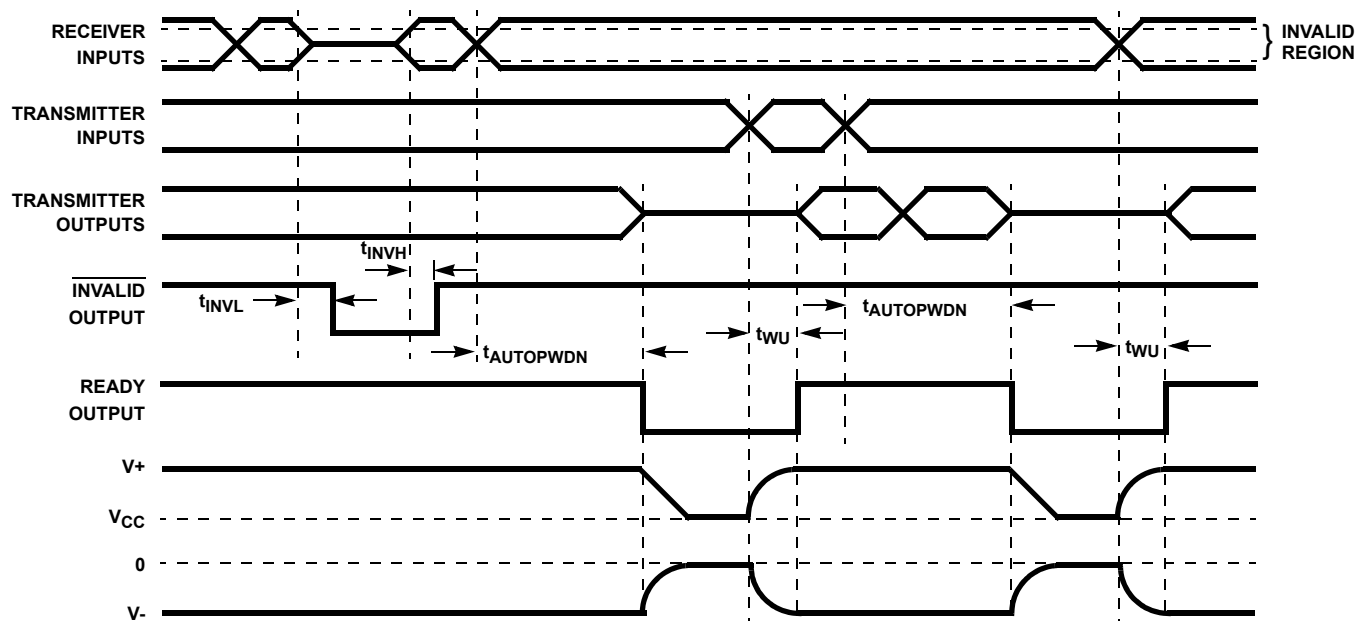 RECEIVER
INPUTS
} INVALID
REGION
TRANSMITTER
INPUTS
TRANSMITTER
OUTPUTS
tINVH
INVALID
OUTPUT
tINVL
tAUTOPWDN
tWU
tAUTOPWDN
tWU
READY
OUTPUT
V+
VCC
0
V-